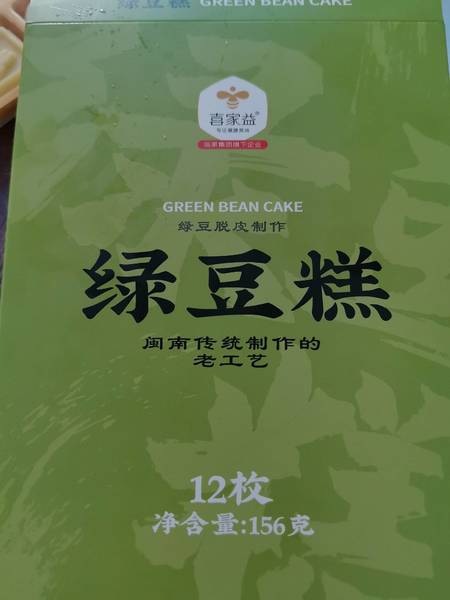 绿豆糕 GREEN BEAN CAKE
喜家益®
GREEN BEAN CAKE
绿豆脱皮制作
绿豆糕
闽南传统制作的
老工艺
12枚
净含量:156克